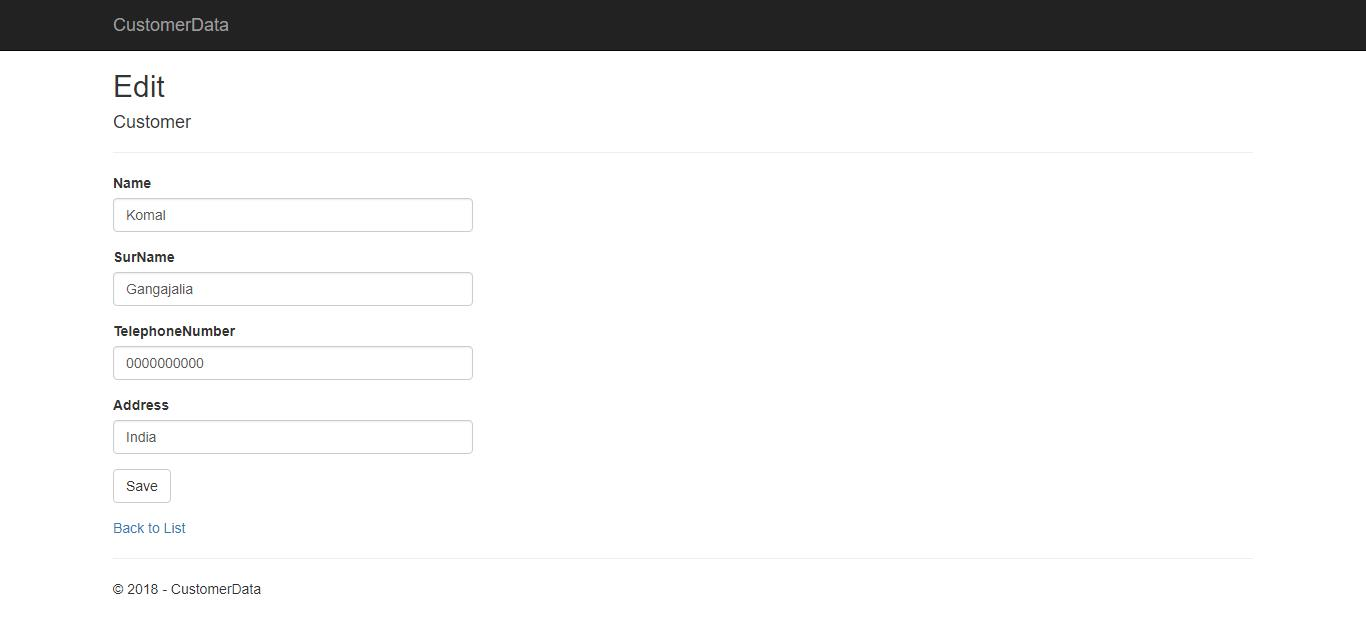 CustomerData
Edit
Customer
Name
Komal
SurName
Gangajalia
TelephoneNumber
0000000000
Address
India
Save
Back to List
© 2018 - CustomerData